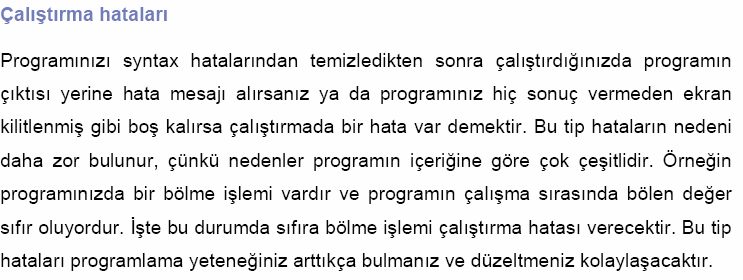 Çalıştırma hataları
Programınızı syntax hatalarından temizledikten sonra çalıştırdığınızda programın
çıktısı yerine hata mesajı alırsanız ya da programınız hiç sonuç vermeden ekran
kilitlenmiş gibi boş kalırsa çalıştırmada bir hata var demektir. Bu tip hataların nedeni
daha zor bulunur, çünkü nedenler programın içeriğine göre çok çeşitlidir. Örneğin
programınızda bir bölme işlemi vardır ve programın çalışma sırasında bölen değer
sıfır oluyordur. İşte bu durumda sıfıra bölme işlemi çalıştırma hatası verecektir. Bu tip
hataları programlama yeteneğiniz arttıkça bulmanız ve düzeltmeniz kolaylaşacaktır.